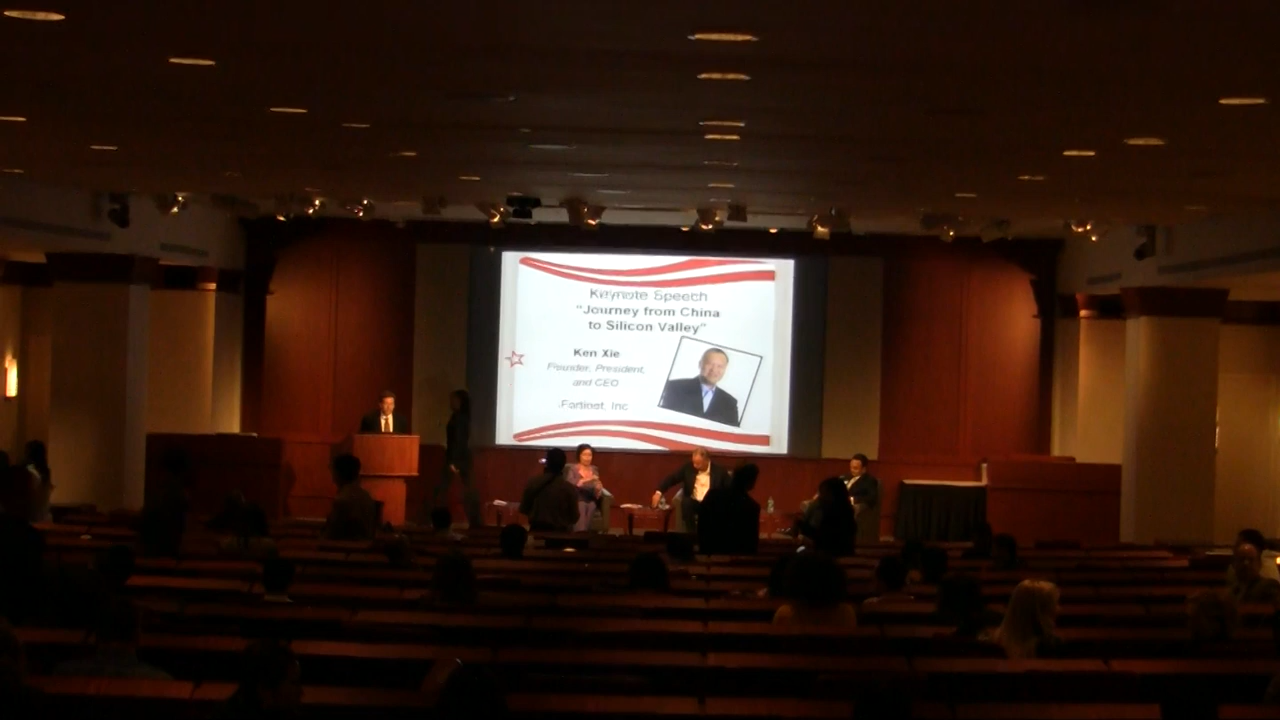 Keynote Speech
"Journey from China
to Silicon Valley"
Ken Xie
Founder, President,
and CEO
Fortinet, Inc